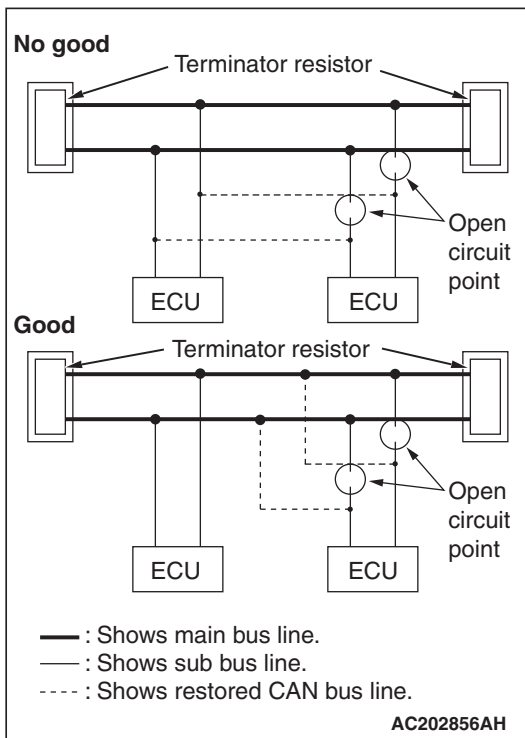 No good
Terminator resistor
Open
circuit
point
ECU
ECU
Good
Terminator resistor
Open
circuit
point
ECU
ECU
: Shows main bus line.
: Shows sub bus line.
: Shows restored CAN bus line.
AC202856AH